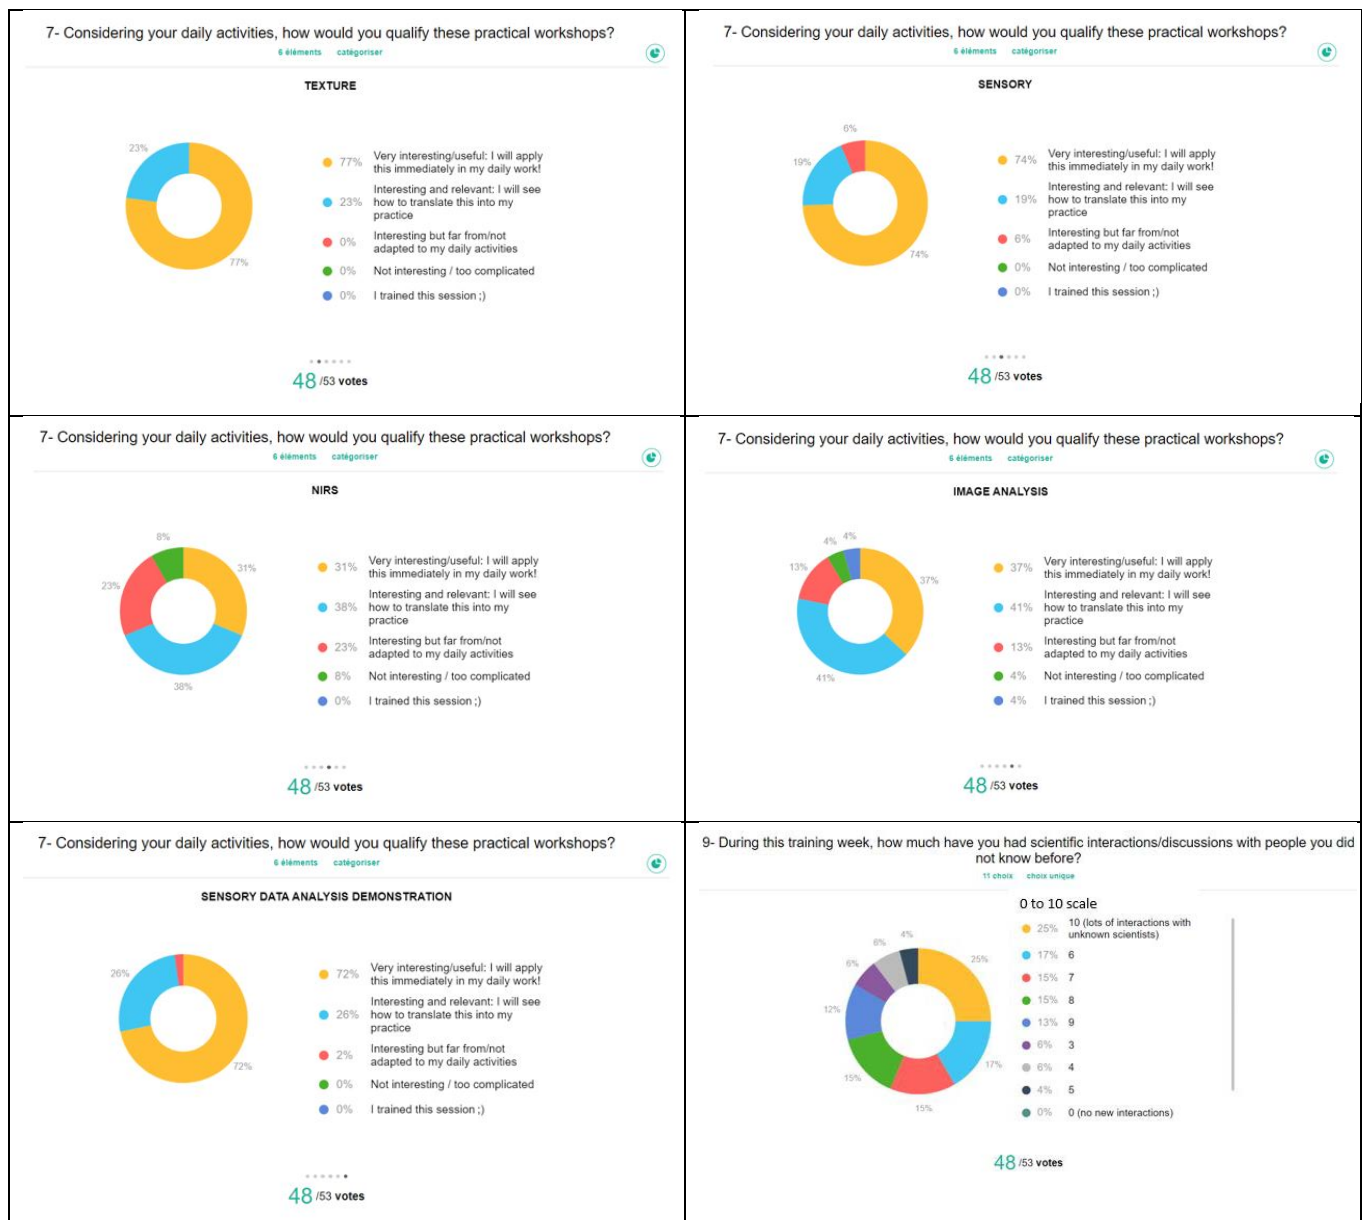 7- Considering your daily activities, how would you qualify these practical workshops?
6 éléments catégoriser
TEXTURE
23%
77%
77% Very interesting/useful: I will apply
this immediately in my daily work!
23% Interesting and relevant: I will see
how to translate this into my
practice
0% Interesting but far from/not
adapted to my daily activities
0% Not interesting / too complicated
0% I trained this session ;)
48 /53 votes
7- Considering your daily activities, how would you qualify these practical workshops?
6 éléments catégoriser
SENSORY
6%
19%
74%
74% Very interesting/useful: I will apply
this immediately in my daily work!
19% Interesting and relevant: I will see
how to translate this into my
practice
6% Interesting but far from/not
adapted to my daily activities
0% Not interesting / too complicated
0% I trained this session ;)
48 /53 votes
7- Considering your daily activities, how would you qualify these practical workshops?
6 éléments catégoriser
NIRS
8%
31%
23%
38%
31% Very interesting/useful: I will apply
this immediately in my daily work!
38% Interesting and relevant: I will see
how to translate this into my
practice
23% Interesting but far from/not
adapted to my daily activities
8% Not interesting / too complicated
0% I trained this session ;)
48 /53 votes
7- Considering your daily activities, how would you qualify these practical workshops?
6 éléments catégoriser
IMAGE ANALYSIS
4% 4%
13%
37%
41%
37% Very interesting/useful: I will apply
this immediately in my daily work!
41% Interesting and relevant: I will see
how to translate this into my
practice
13% Interesting but far from/not
adapted to my daily activities
4% Not interesting / too complicated
4% I trained this session ;)
48 /53 votes
7- Considering your daily activities, how would you qualify these practical workshops?
6 éléments catégoriser
SENSORY DATA ANALYSIS DEMONSTRATION
26%
72%
72% Very interesting/useful: I will apply
this immediately in my daily work!
26% Interesting and relevant: I will see
how to translate this into my
practice
2% Interesting but far from/not
adapted to my daily activities
0% Not interesting / too complicated
0% I trained this session ;)
48 /53 votes
9- During this training week, how much have you had scientific interactions/discussions with people you did
not know before?
11 choix choix unique
0 to 10 scale
4%
6%
6%
25%
12%
17%
15%
15%
25% 10 (lots of interactions with
unknown scientists)
17% 6
15% 7
15% 8
13% 9
6% 3
6% 4
4% 5
0% 0 (no new interactions)
48 /53 votes